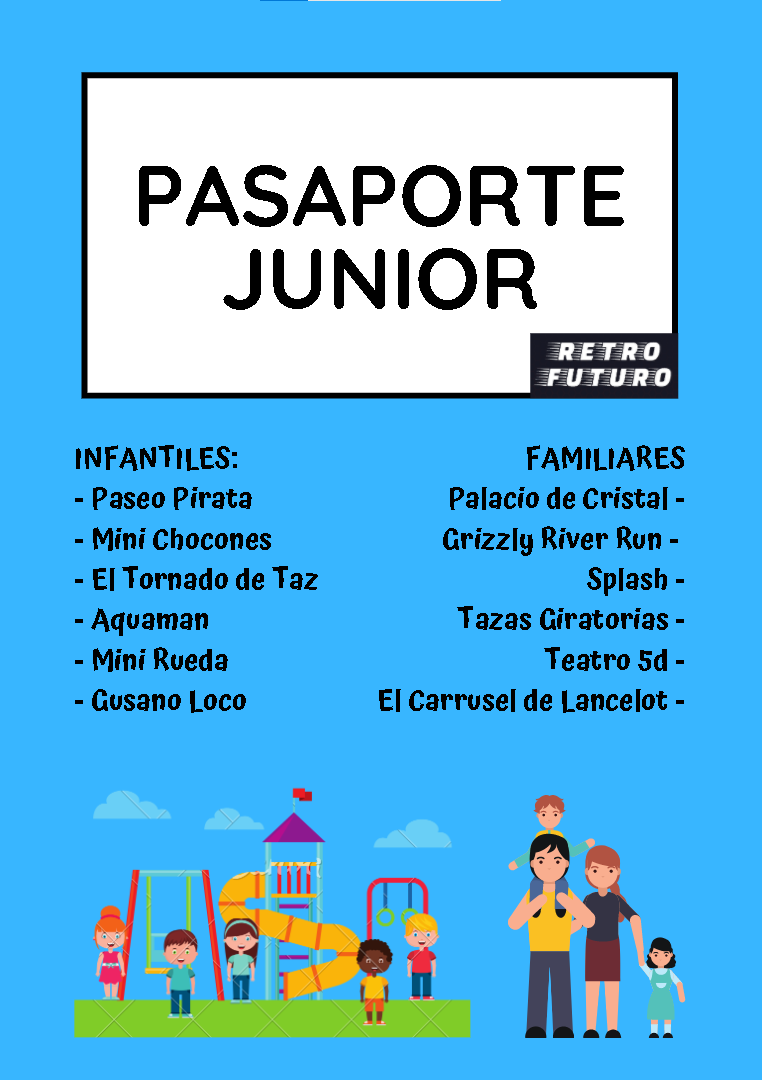 PASAPORTE
JUNIOR
RETRO
FUTURO
INFANTILES:
- Paseo Pirata
- Mini Chocones
- El Tornado de Taz
- Aquaman
- Mini Rueda
- Gusano Loco
FAMILIARES
Palacio de Cristal -
Grizzly River Run -
Splash -
Tazas Giratorias -
Teatro 5d -
El Carrusel de Lancelot -